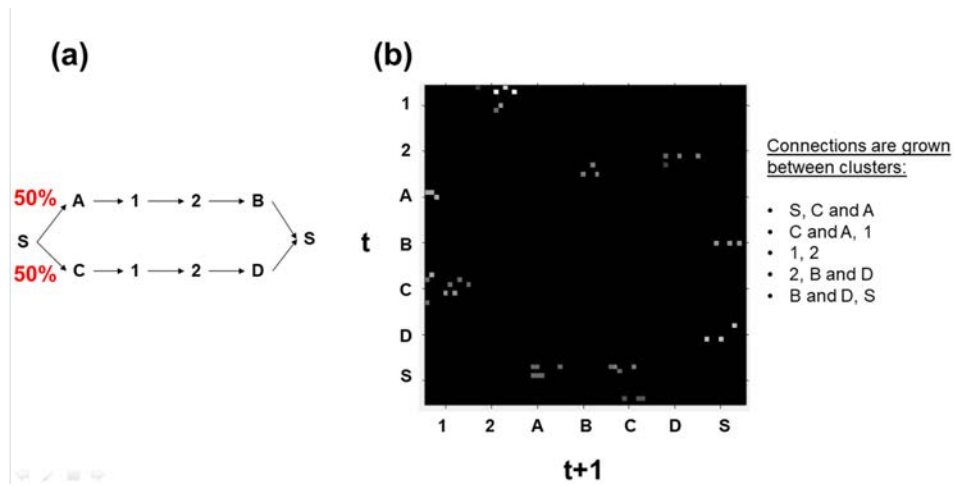 (a)
50% A 1 2 B
S S
50% C 1 2 D
(b)
1
2
A
t B
C
D
S
1 2 A B C D S
t+1
Connections are grown
between clusters:
• S, C and A
• C and A, 1
• 1, 2
• 2, B and D
• B and D, S